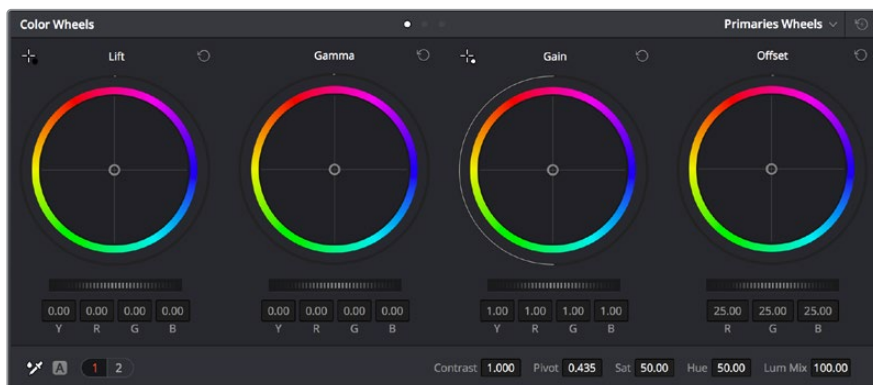 Color Wheels Primaries Wheels
Lift Gamma Gain Offset
0.00 0.00 0.00 0.00 0.00 0.00 0.00 0.00 1.00 1.00 1.00 1.00 25.00 25.00 25.00
Y R G B Y R G B Y R G B R G B
A 1 2 Contrast 1.000 Pivot 0.435 Sat 50.00 Hue 50.00 Lum Mix 100.00